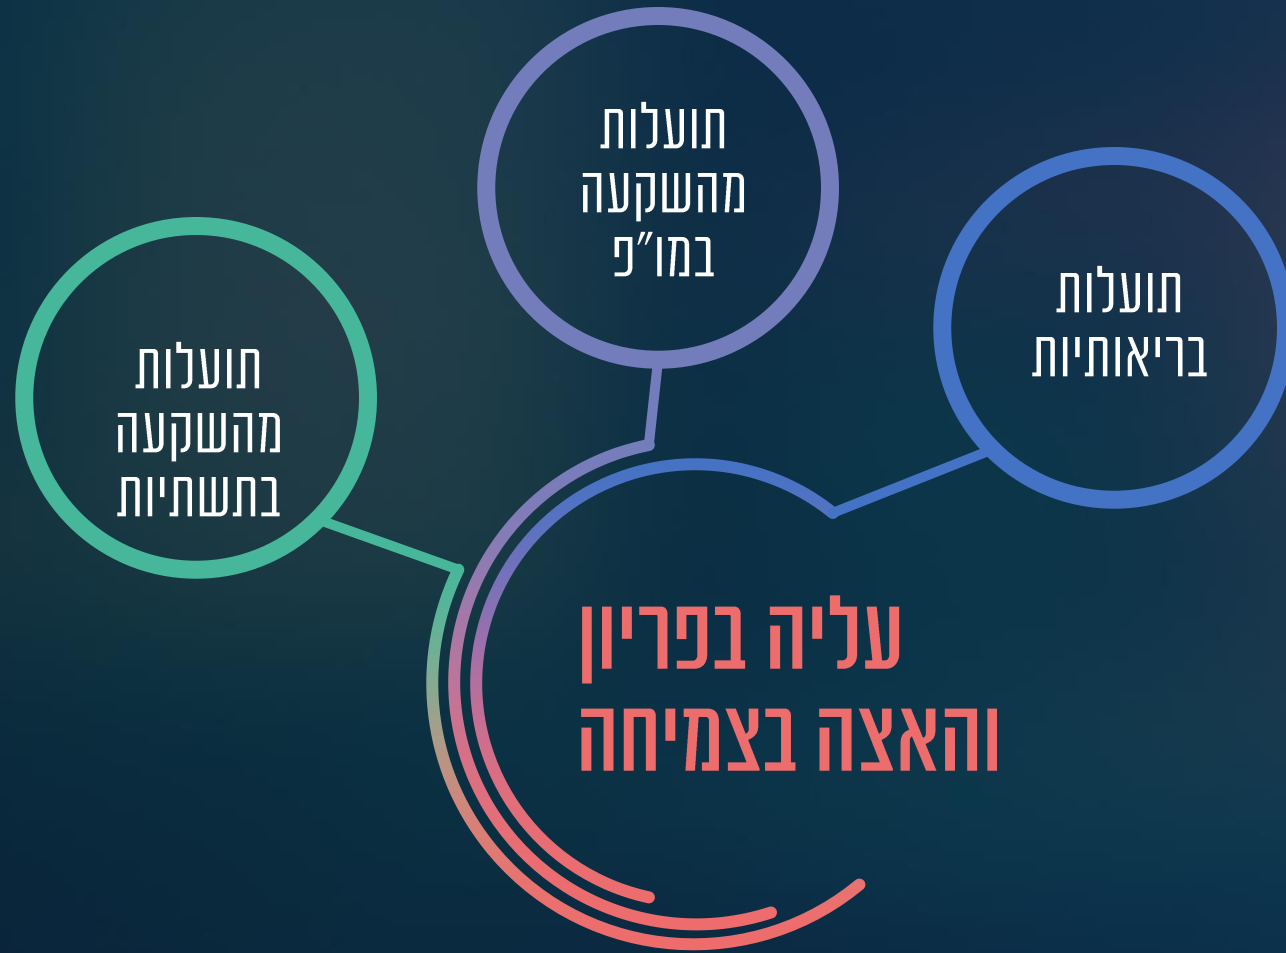 תועלות
בריאותיות
תועלות
מהשקעה
במו״פ
תועלות
מהשקעה
בתשתיות
עליה בפריון
והאצה בצמיחה